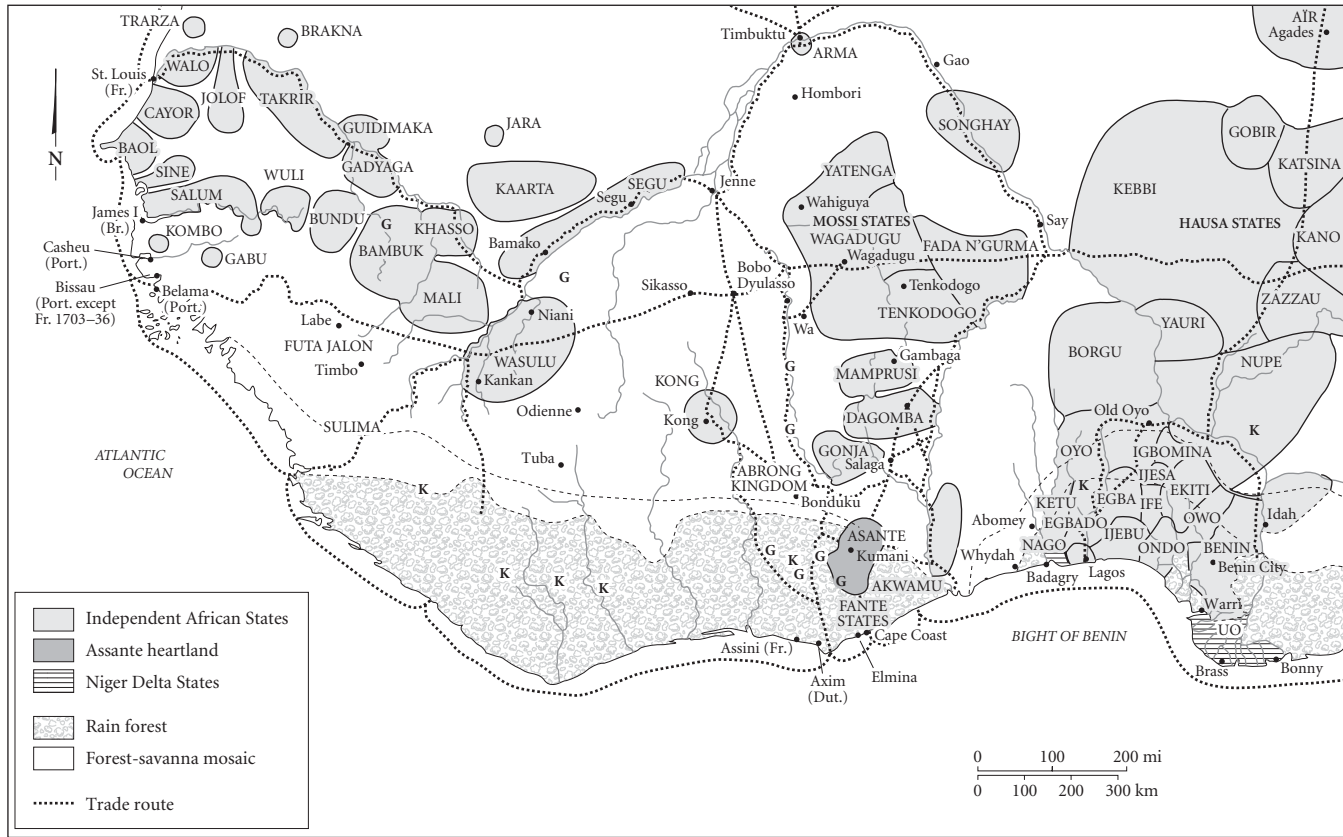 TRARZA
BRAKNA
AÏR
Agades
Timbuktu
ARMA
WALO
St. Louis
(Fr.)
JOLOF
TAKRIR
CAYOR
Gao
Hombori
GUIDIMAKA
JARA
SONGHAY
GOBIR
BAOL
N
SINE
GADYAGA
KATSINA
WULI
YATENGA
SALUM
KAARTA
SEGU
Segu
Jenne
KEBBI
James I
(Br.)
BUNDU
G
KHASSO
Wahiguya
MOSSI STATES
Say
HAUSA STATES
KOMBO
KANO
Casheu
(Port.)
GABU
BAMBUK
Bamako
WAGADUGU
Wagadugu
FADA N'GURMA
Bissau
(Port. except
Fr. 1703–36)
Belama
(Port.)
G
Sikasso
Bobo
Dyulasso
Tenkodogo
MALI
ZAZZAU
Labe
Niani
Wa
TENKODOGO
YAURI
FUTA JALON
Timbo
WASULU
Kankan
Gambaga
MAMPRUSI
BORGU
NUPE
G
KONG
Kong
Odienne
DAGOMBA
Old Oyo
K
SULIMA
G
ATLANTIC
OCEAN
Tuba
GONJA
Salaga
OYO
IGBOMINA
ABRONG
KINGDOM
IJESA
K
K
EKITI
Bonduku
KETU
EGBA
IFE
Idah
Abomey
EGBADO
OWO
ASANTE
Kumani
IJEBU
NAGO
ONDO
BENIN
G
K
G
G
Whydah
Benin City
K
K
K
G
AKWAMU
Badagry
Lagos
FANTE
STATES
Warri
Cape Coast
UO
BIGHT OF BENIN
Assini (Fr.)
Elmina
Axim
(Dut.)
Brass
Bonny
Independent African States
Assante heartland
Niger Delta States
Rain forest
Forest-savanna mosaic
Trade route
0 100 200 mi
0 100 200 300 km